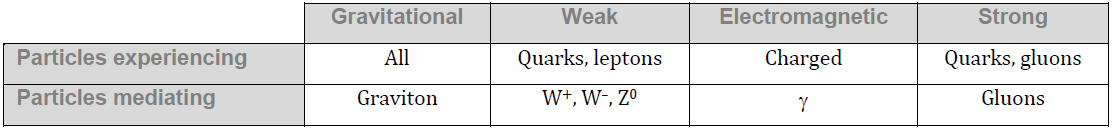 Gravitational Weak Electromagnetic Strong
Particles experiencing All Quarks, leptons Charged Quarks, gluons
Particles mediating Graviton W⁺, W⁻, Z⁰ γ Gluons